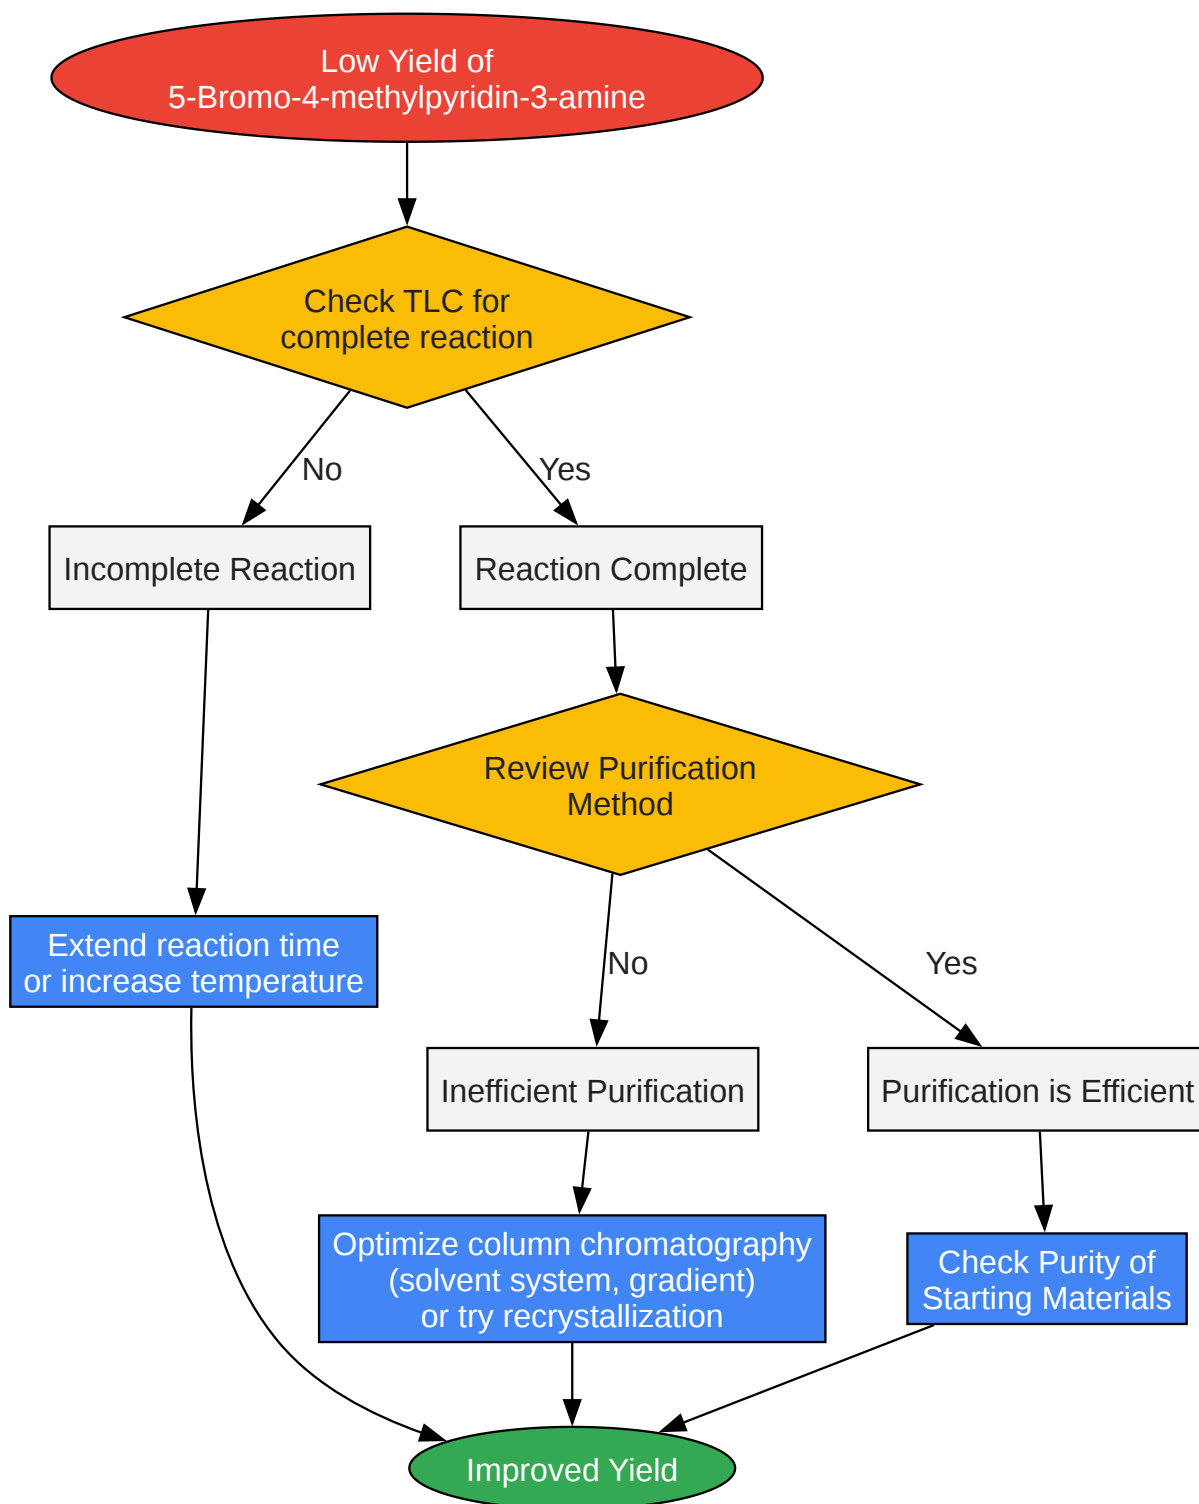 Low Yield of
5-Bromo-4-methylpyridin-3-amine
Check TLC for
complete reaction
No
Yes
Incomplete Reaction
Reaction Complete
Review Purification
Method
Extend reaction time
or increase temperature
No
Yes
Inefficient Purification
Purification is Efficient
Optimize column chromatography
(solvent system, gradient)
or try recrystallization
Check Purity of
Starting Materials
Improved Yield